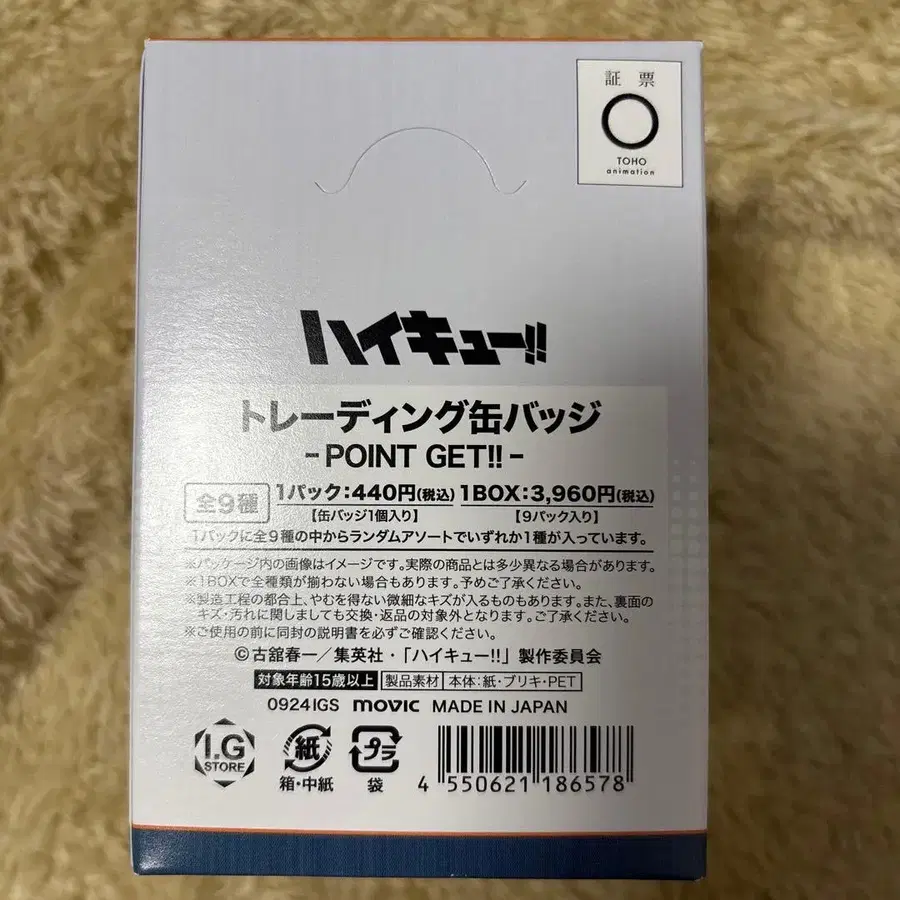 証票
TOHO
animation
ハイキュー!!
トレーディング缶バッジ
-POINT GET!!-
全9種 1パック:440円(税込) 1BOX:3,960円(税込)
【缶バッジ1個入り】 【9パック入り】
1パックに全9種の中からランダムアソートでいずれか1種が入っています。
※パッケージ内の画像はイメージです。実際の商品とは多少異なる場合があります。
※1BOXで全種類が揃わない場合もあります。予めご了承ください。
※製造工程の都合上、やむを得ない微細なキズが入るものもあります。また、裏面の
キズ・汚れに関しましても交換・返品の対象外となります。ご了承ください。
※ご使用の前に同封の説明書を必ずご確認ください。
©古舘春一/集英社・「ハイキュー!!」製作委員会
対象年齢15歳以上 製品素材 本体:紙・ブリキ・PET
0924IGS movic MADE IN JAPAN
I.G
STORE
紙
箱・中紙
プラ
袋
4 550621 186578